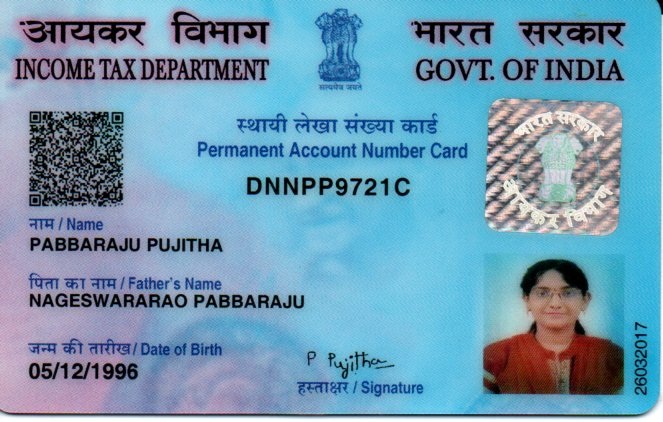 आयकर विभाग
INCOME TAX DEPARTMENT
सत्यमेव जयते
भारत सरकार
GOVT. OF INDIA
स्थायी लेखा संख्या कार्ड
Permanent Account Number Card
DNNPP9721C
भारत सरकार
आयकर विभाग
नाम / Name
PABBARAJU PUJITHA
पिता का नाम / Father's Name
NAGESWARARAO PABBARAJU
जन्म की तारीख / Date of Birth
05/12/1996
P Pujitha
हस्ताक्षर / Signature
26032017